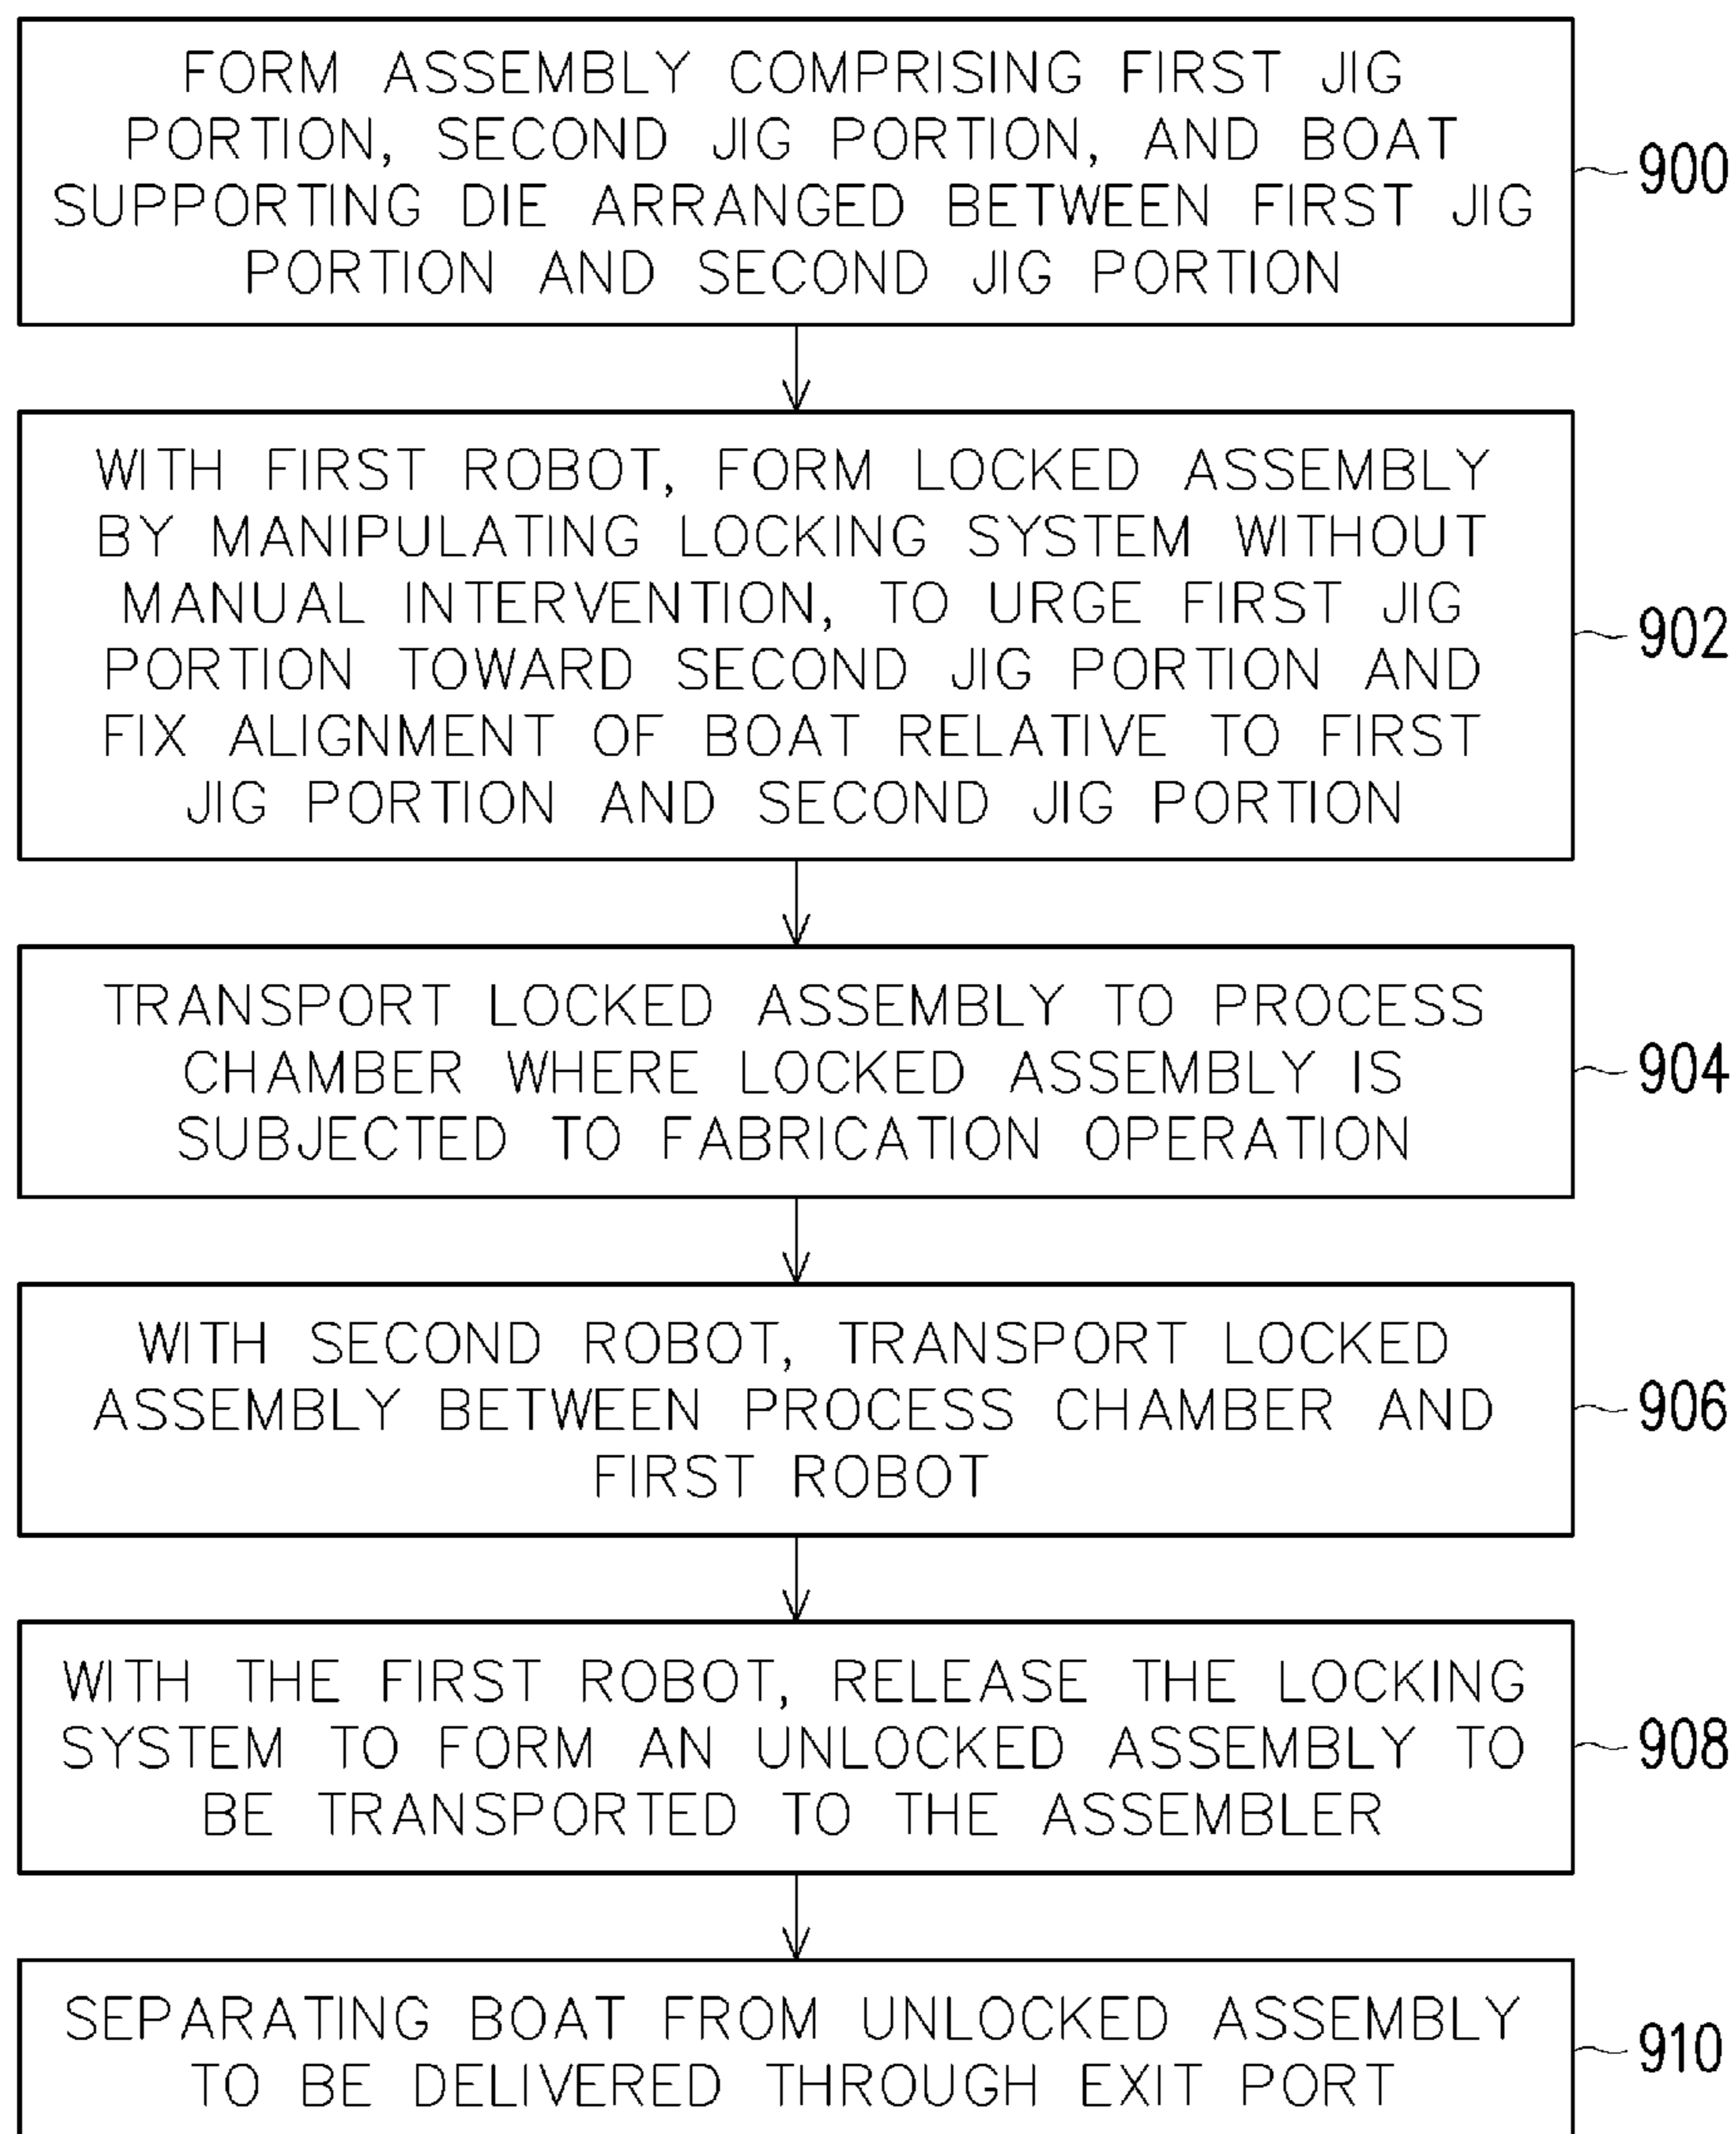 FORM ASSEMBLY COMPRISING FIRST JIG
PORTION, SECOND JIG PORTION, AND BOAT
SUPPORTING DIE ARRANGED BETWEEN FIRST JIG
PORTION AND SECOND JIG PORTION
900
WITH FIRST ROBOT, FORM LOCKED ASSEMBLY
BY MANIPULATING LOCKING SYSTEM WITHOUT
MANUAL INTERVENTION, TO URGE FIRST JIG
PORTION TOWARD SECOND JIG PORTION AND
FIX ALIGNMENT OF BOAT RELATIVE TO FIRST
JIG PORTION AND SECOND JIG PORTION
902
TRANSPORT LOCKED ASSEMBLY TO PROCESS
CHAMBER WHERE LOCKED ASSEMBLY IS
SUBJECTED TO FABRICATION OPERATION
904
WITH SECOND ROBOT, TRANSPORT LOCKED
ASSEMBLY BETWEEN PROCESS CHAMBER AND
FIRST ROBOT
906
WITH THE FIRST ROBOT, RELEASE THE LOCKING
SYSTEM TO FORM AN UNLOCKED ASSEMBLY TO
BE TRANSPORTED TO THE ASSEMBLER
908
SEPARATING BOAT FROM UNLOCKED ASSEMBLY
TO BE DELIVERED THROUGH EXIT PORT
910